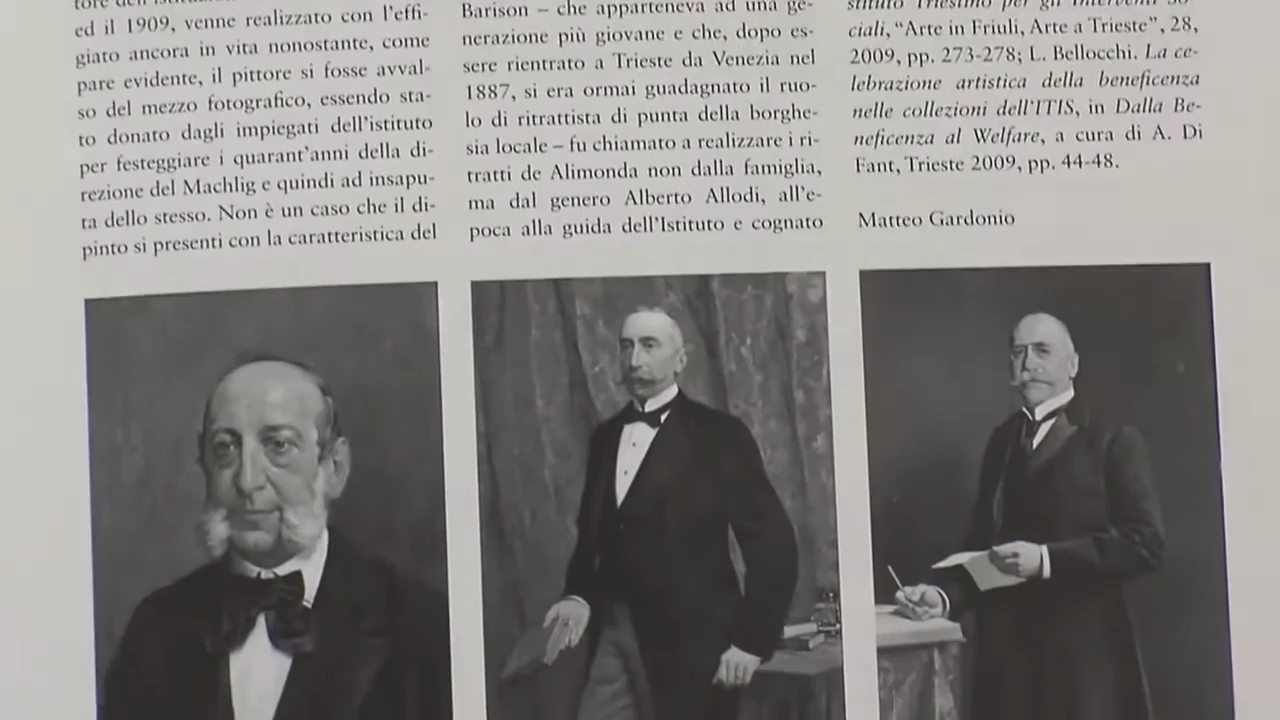 ed il 1909, venne realizzato con l'effi-
giato ancora in vita nonostante, come
pare evidente, il pittore si fosse avval-
so del mezzo fotografico, essendo sta-
to donato dagli impiegati dell'istituto
per festeggiare i quarant'anni della di-
rezione del Machlig e quindi ad insapu-
ta dello stesso. Non è un caso che il di-
pinto si presenti con la caratteristica del
Barison – che apparteneva ad una ge-
nerazione più giovane e che, dopo es-
sere rientrato a Trieste da Venezia nel
1887, si era ormai guadagnato il ruo-
lo di ritrattista di punta della borghe-
sia locale – fu chiamato a realizzare i ri-
tratti de Alimonda non dalla famiglia,
ma dal genero Alberto Allodi, all'e-
poca alla guida dell'Istituto e cognato
stituto Triestino per gli Interventi So-
ciali, “Arte in Friuli, Arte a Trieste”, 28,
2009, pp. 273-278; L. Bellocchi. La ce-
lebrazione artistica della beneficenza
nelle collezioni dell'ITIS, in Dalla Be-
neficenza al Welfare, a cura di A. Di
Fant, Trieste 2009, pp. 44-48.
Matteo Gardonio